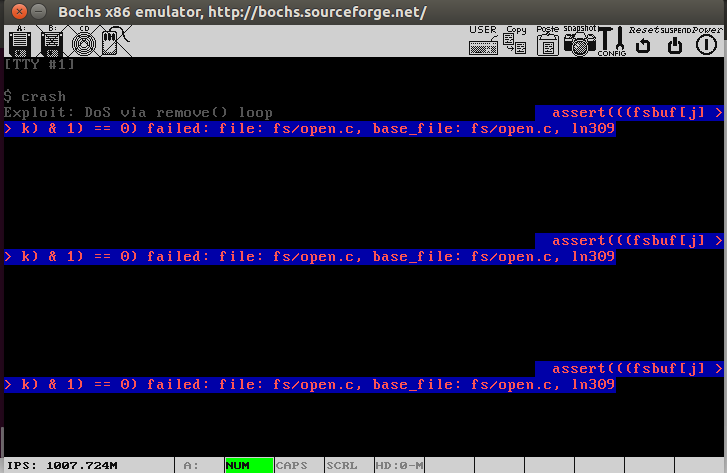 Bochs x86 emulator, http://bochs.sourceforge.net/
A: B: CD USER Copy Paste snapshot CONFIG Reset SUSPEND Power
[TTY #1]
$ crash
Exploit: DoS via remove() loop assert(((fsbuf[j] >
> k) & 1) == 0) failed: file: fs/open.c, base_file: fs/open.c, ln309
assert(((fsbuf[j] >
> k) & 1) == 0) failed: file: fs/open.c, base_file: fs/open.c, ln309
assert(((fsbuf[j] >
> k) & 1) == 0) failed: file: fs/open.c, base_file: fs/open.c, ln309
IPS: 1007.724M A: NUM CAPS SCRL HD:0-M